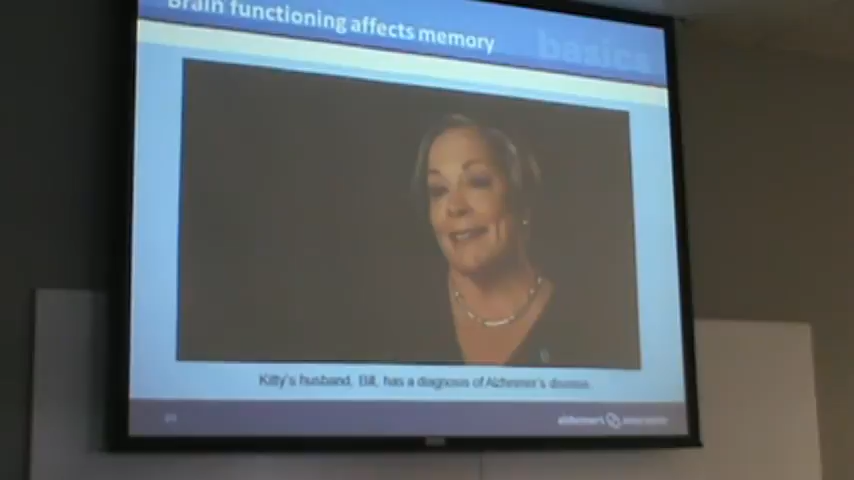 Brain functioning affects memory
basics
Kitty's husband, Bill, has a diagnosis of Alzheimer's disease.
alzheimer's association